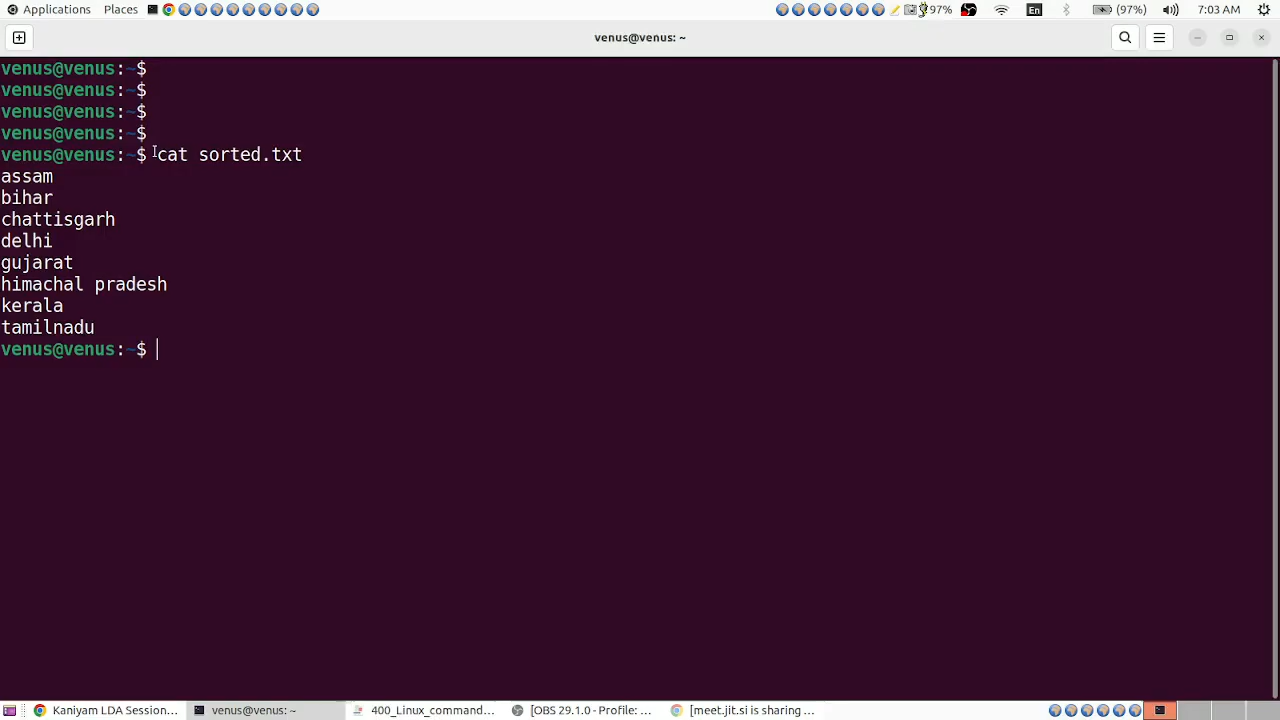 Applications Places 97% En (97%) 7:03 AM
venus@venus: ~
venus@venus:~$
venus@venus:~$
venus@venus:~$
venus@venus:~$
venus@venus:~$ cat sorted.txt
assam
bihar
chattisgarh
delhi
gujarat
himachal pradesh
kerala
tamilnadu
venus@venus:~$
Kaniyam LDA Session... venus@venus: ~ 400_Linux_command... [OBS 29.1.0 - Profile: ... [meet.jit.si is sharing ...